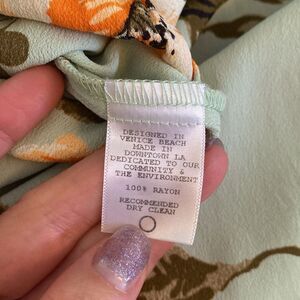 DESIGNED IN
VENICE BEACH
MADE IN
DOWNTOWN LA
DEDICATED TO OUR
COMMUNITY &
THE ENVIRONMENT
100% RAYON
RECOMMENDED
DRY CLEAN